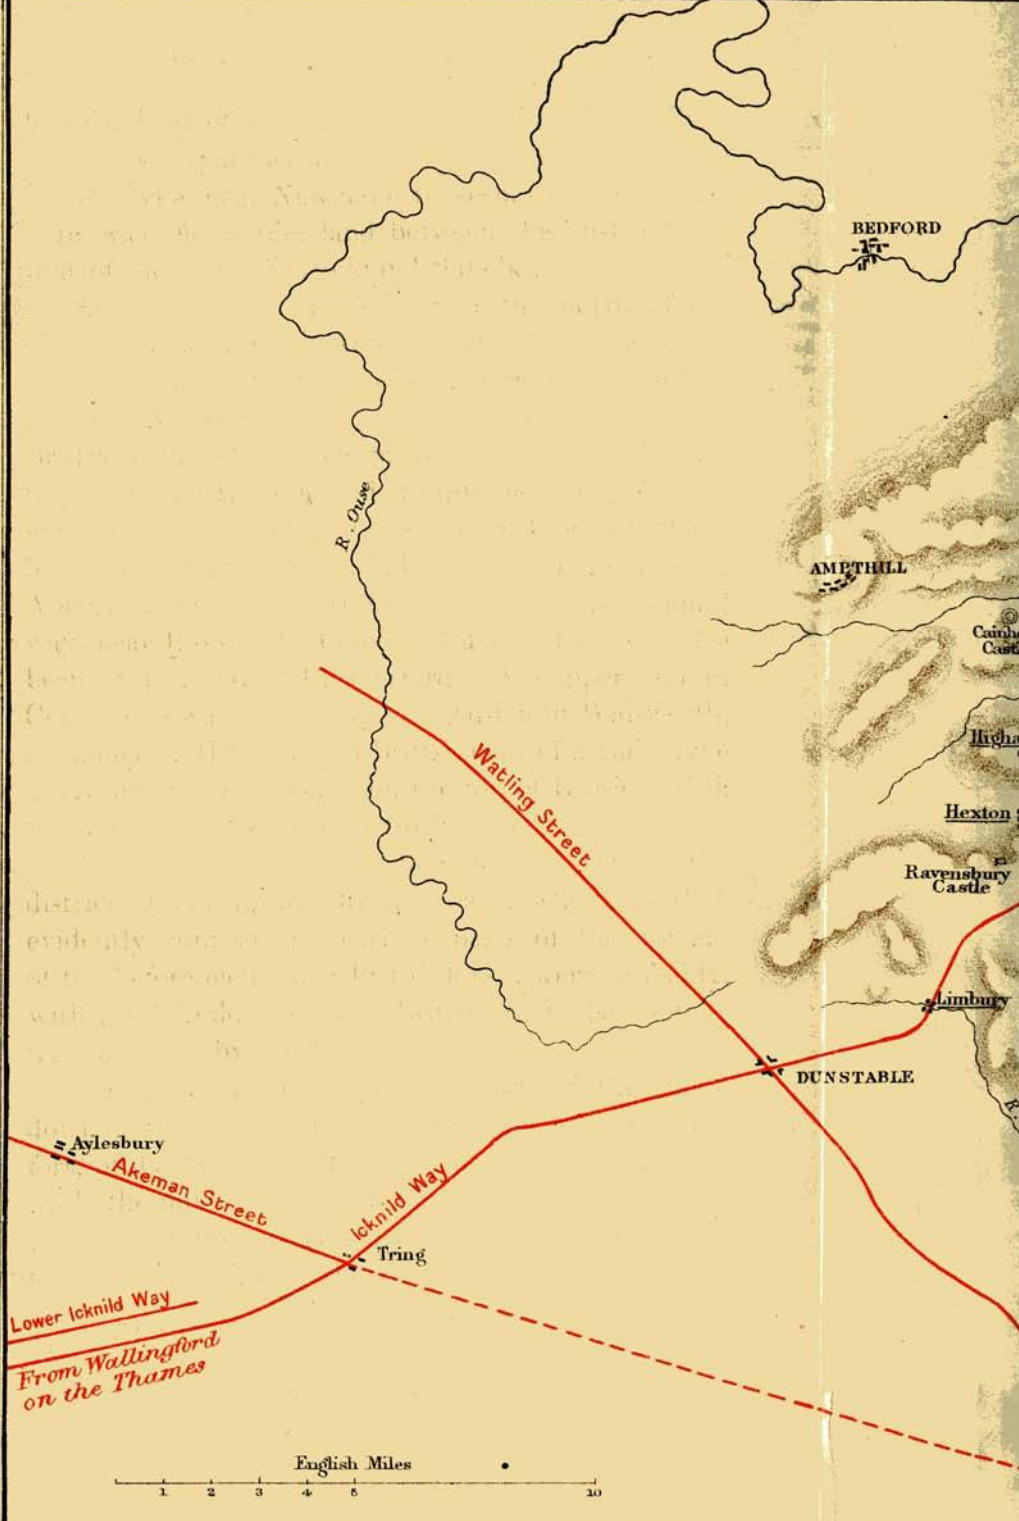 BEDFORD
R. Ouse
AMPTHILL
Watling Street
Hexton
Ravensbury
Castle
Limbury
DUNSTABLE
R.
Aylesbury
Akeman Street
Icknild Way
Tring
Lower Icknild Way
From Wallingford
on the Thames
English Miles
1 2 3 4 5 10